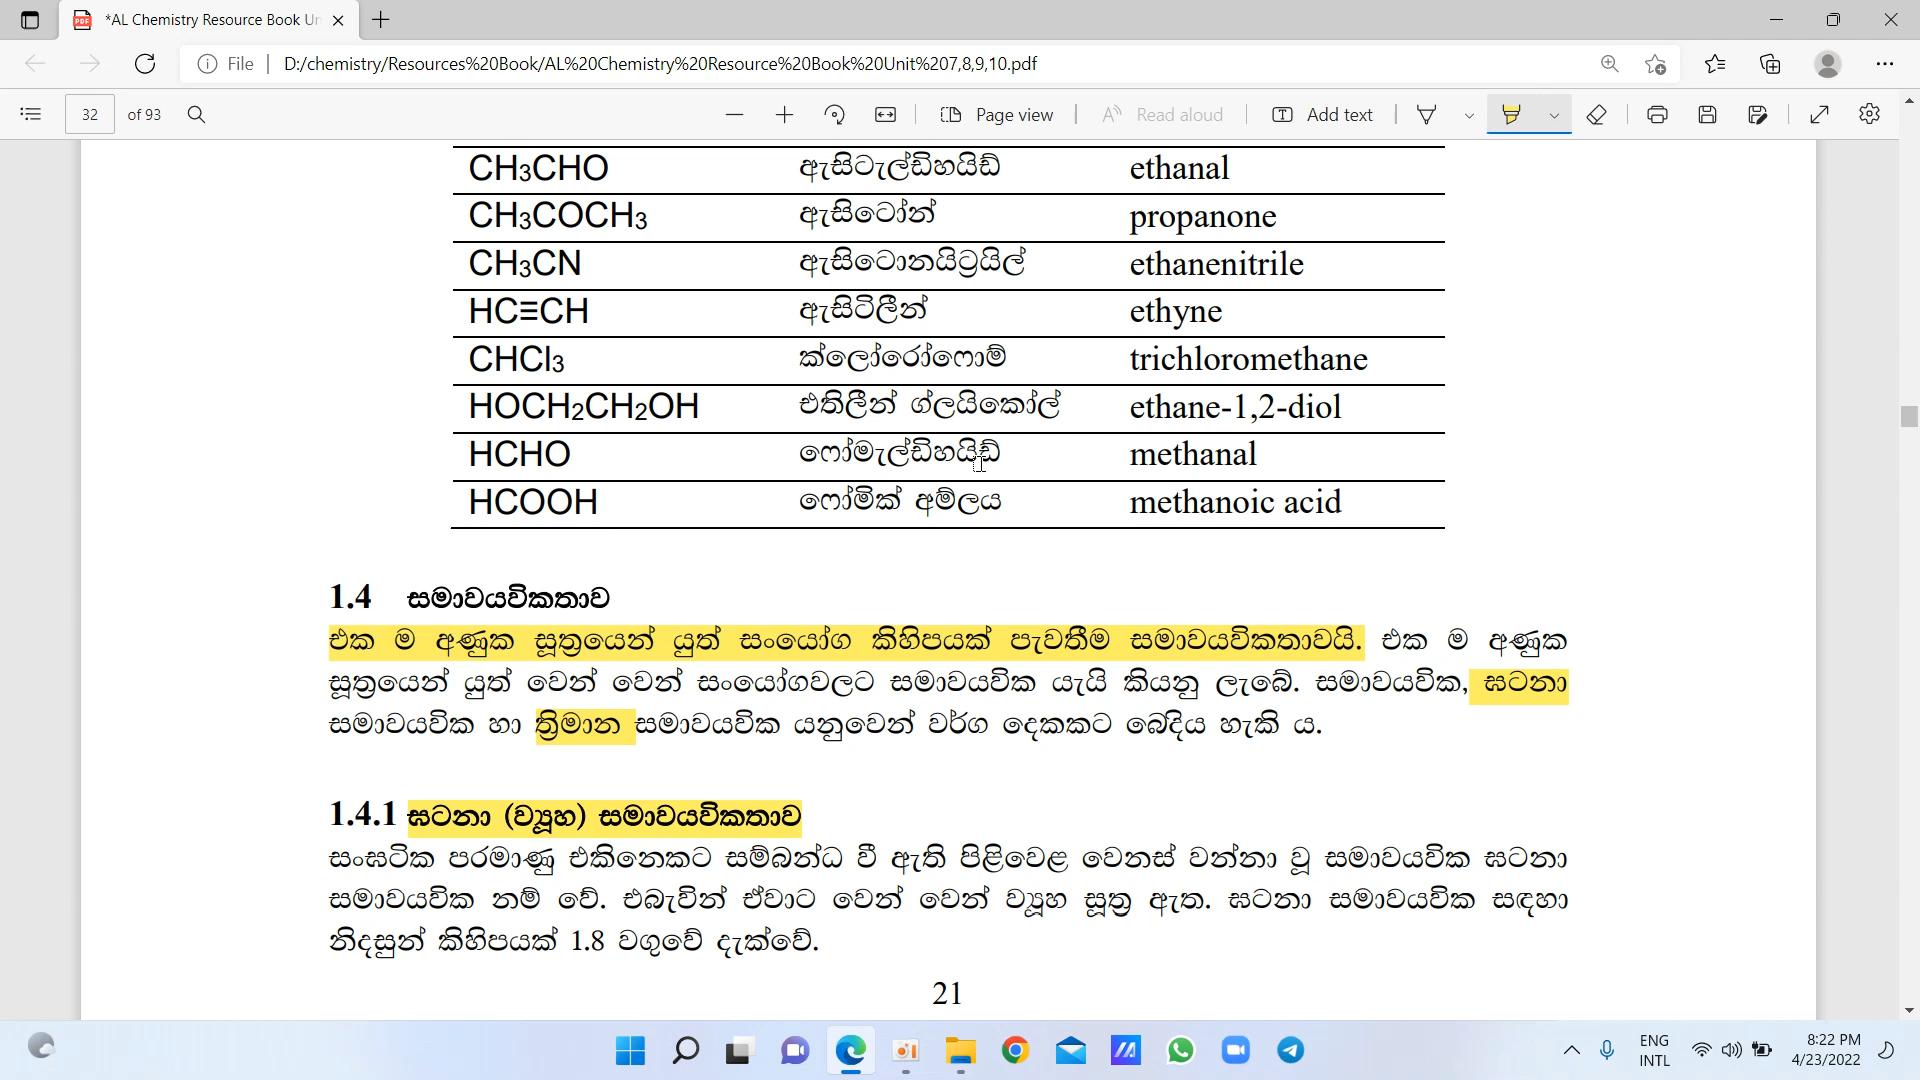 *AL Chemistry Resource Book Un
File D:/chemistry/Resources%20Book/AL%20Chemistry%20Resource%20Book%20Unit%207,8,9,10.pdf
32 of 93 Page view Read aloud Add text
CH3CHO ඇසිටැල්ඩිහයිඩ් ethanal
CH3COCH3 ඇසිටෝන් propanone
CH3CN ඇසිටොනයිට්‍රයිල් ethanenitrile
HC≡CH ඇසිටිලීන් ethyne
CHCl3 ක්ලෝරෝෆොම් trichloromethane
HOCH2CH2OH එතිලීන් ග්ලයිකෝල් ethane-1,2-diol
HCHO ෆෝමැල්ඩිහයිඩ් methanal
HCOOH ෆෝමික් අම්ලය methanoic acid
1.4 සමාවයවිකතාව
එක ම අණුක සූත්‍රයෙන් යුත් සංයෝග කිහිපයක් පැවතීම සමාවයවිකතාවයි. එක ම අණුක
සූත්‍රයෙන් යුත් වෙන් වෙන් සංයෝගවලට සමාවයවික යැයි කියනු ලැබේ. සමාවයවික, ඝටනා
සමාවයවික හා ත්‍රිමාන සමාවයවික යනුවෙන් වර්ග දෙකකට බෙදිය හැකි ය.
1.4.1 ඝටනා (ව්‍යූහ) සමාවයවිකතාව
සංඝටක පරමාණු එකිනෙකට සම්බන්ධ වී ඇති පිළිවෙළ වෙනස් වන්නා වූ සමාවයවික ඝටනා
සමාවයවික නම් වේ. එබැවින් ඒවාට වෙන් වෙන් ව්‍යූහ සූත්‍ර ඇත. ඝටනා සමාවයවික සඳහා
නිදසුන් කිහිපයක් 1.8 වගුවේ දැක්වේ.
21
ENG
INTL
8:22 PM
4/23/2022